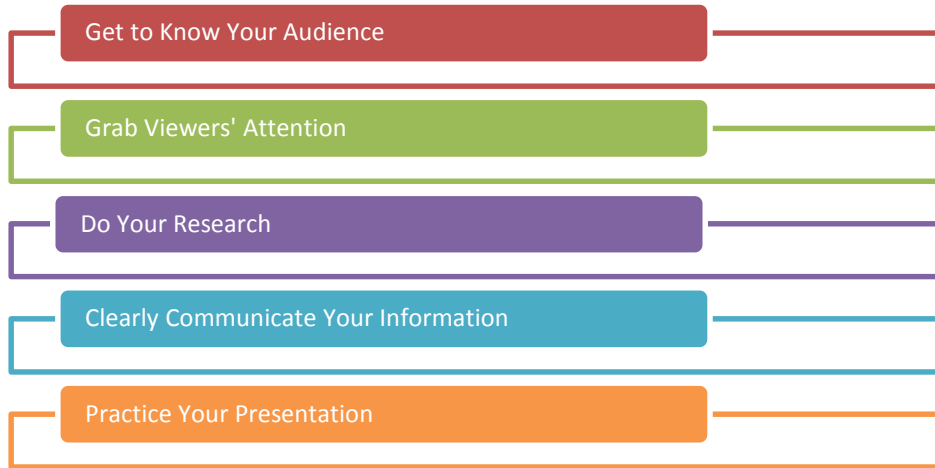 Get to Know Your Audience
Grab Viewers' Attention
Do Your Research
Clearly Communicate Your Information
Practice Your Presentation